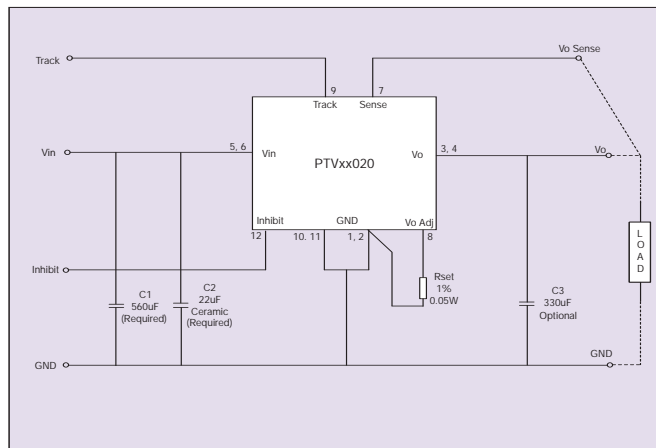 Vo Sense
Track
9
7
Track
Sense
Vin
5, 6
Vin
Vo
3, 4
Vo
PTVxx020
Inhibit
GND
Vo Adj
12
10. 11
1, 2
8
Inhibit
L
O
A
D
Rset
1%
0.05W
C1
560uF
(Required)
C2
22uF
Ceramic
(Required)
C3
330uF
Optional
GND
GND